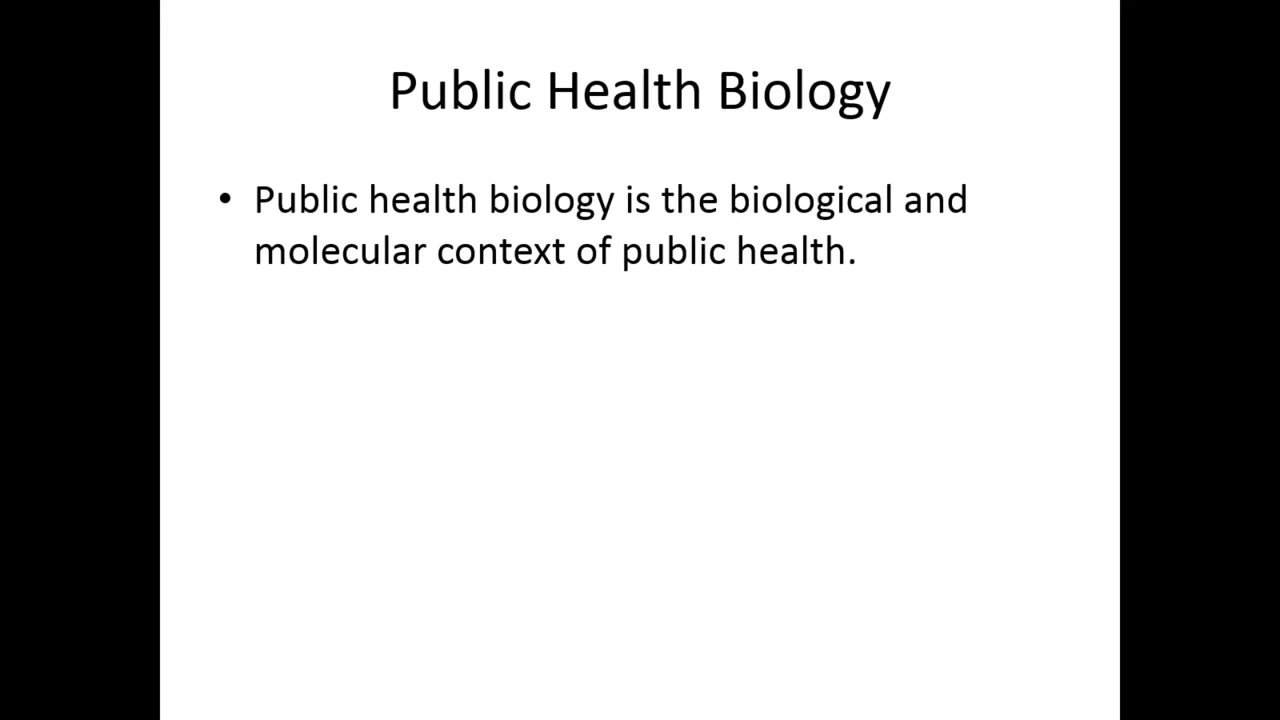 Public Health Biology
• Public health biology is the biological and
molecular context of public health.